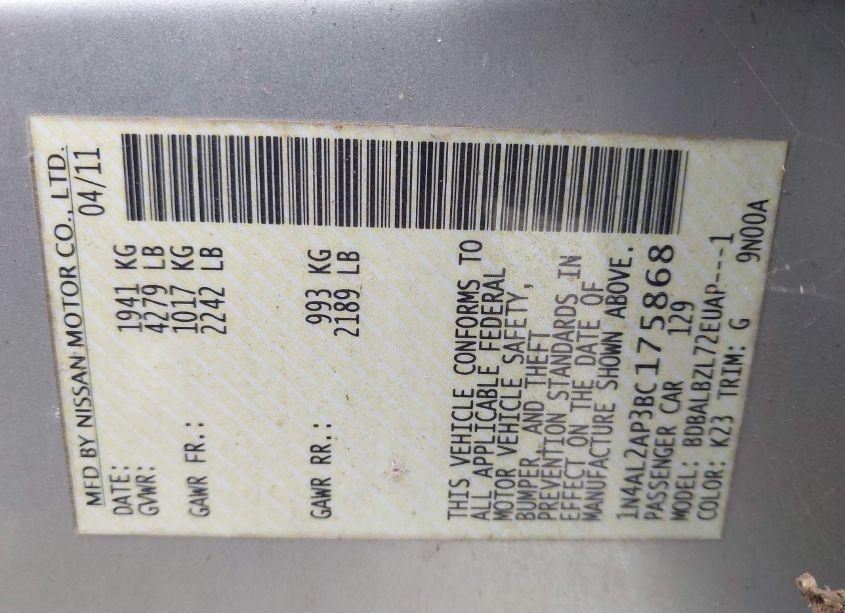 MFD BY NISSAN MOTOR CO., LTD.
DATE: 04/11
GVWR: 1941 KG
4279 LB
GAWR FR.: 1017 KG
2242 LB
GAWR RR.: 993 KG
2189 LB
THIS VEHICLE CONFORMS TO
ALL APPLICABLE FEDERAL
MOTOR VEHICLE SAFETY,
BUMPER, AND THEFT
PREVENTION STANDARDS IN
EFFECT ON THE DATE OF
MANUFACTURE SHOWN ABOVE.
1N4AL2AP3BC175868
PASSENGER CAR 129
MODEL: BDBALBZL72EUAP---1
COLOR: K23 TRIM: G 9N00A